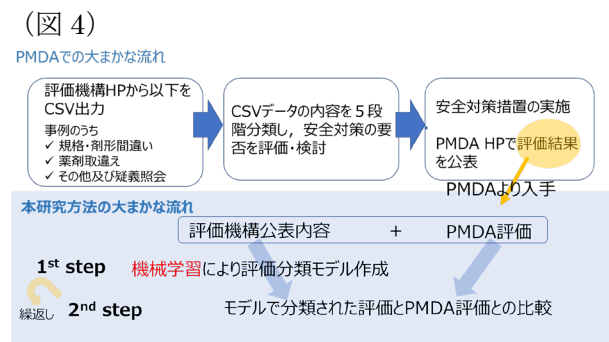 （図 4）
PMDAでの大まかな流れ
評価機構HPから以下を
CSV出力
事例のうち
✓ 規格・剤形間違い
✓ 薬剤取違え
✓ その他及び疑義照会
CSVデータの内容を５段
階分類し，安全対策の要
否を評価・検討
安全対策措置の実施
PMDA HPで評価結果
を公表
PMDAより入手
本研究方法の大まかな流れ
評価機構公表内容 + PMDA評価
1st step 機械学習により評価分類モデル作成
繰返し 2nd step モデルで分類された評価とPMDA評価との比較